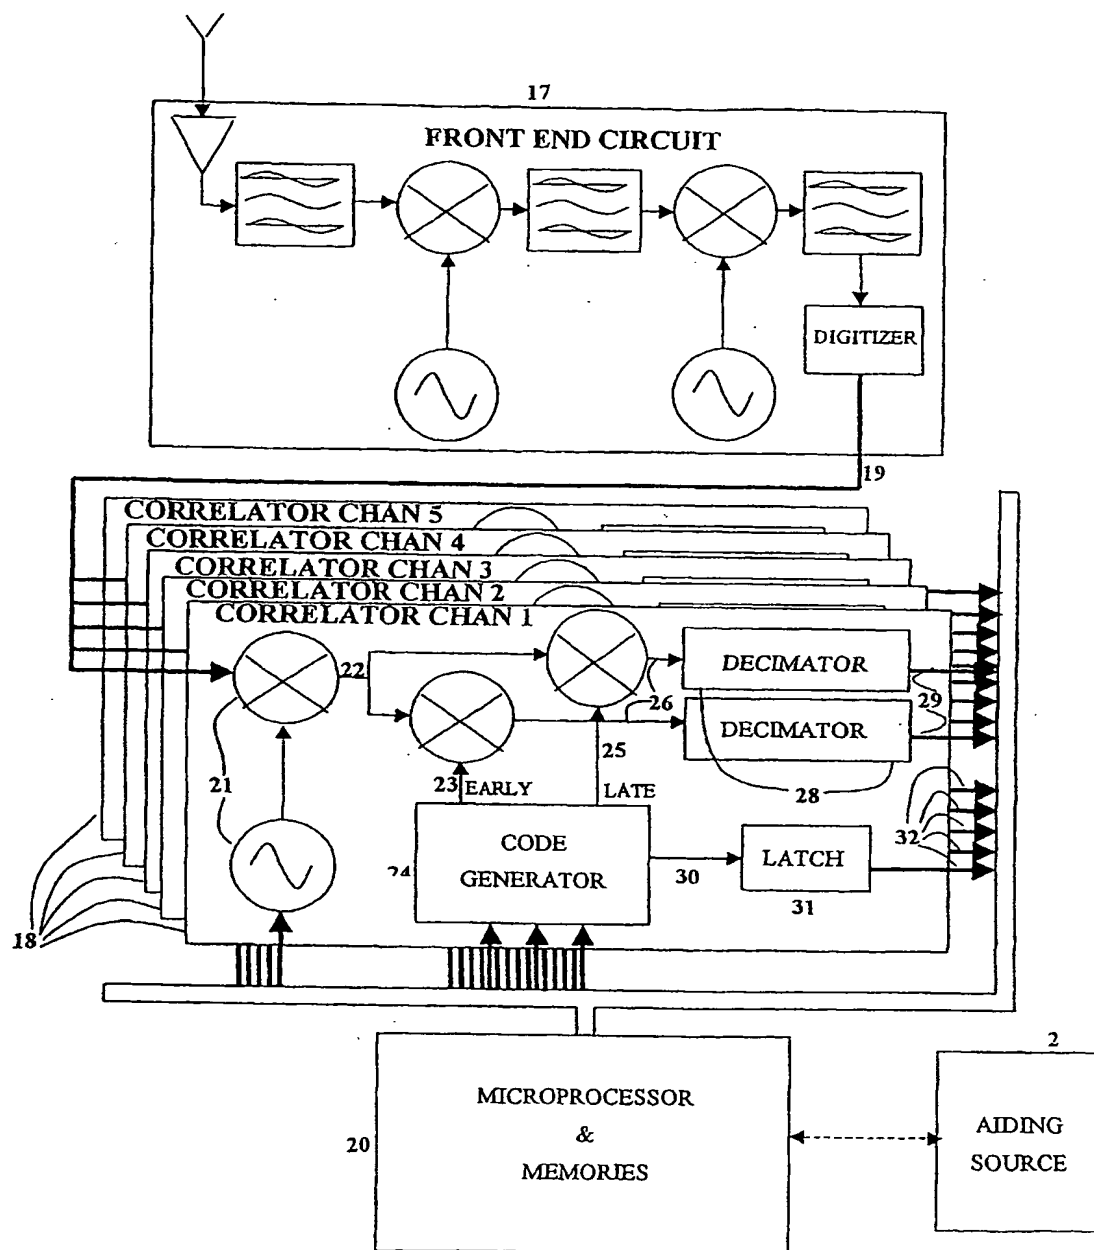 17
FRONT END CIRCUIT
DIGITIZER
19
CORRELATOR CHAN 5
CORRELATOR CHAN 4
CORRELATOR CHAN 3
CORRELATOR CHAN 2
CORRELATOR CHAN 1
22
DECIMATOR
26
29
DECIMATOR
25
21
23
EARLY
LATE
28
32
CODE
GENERATOR
24
30
LATCH
31
18
2
MICROPROCESSOR
&
MEMORIES
20
AIDING
SOURCE